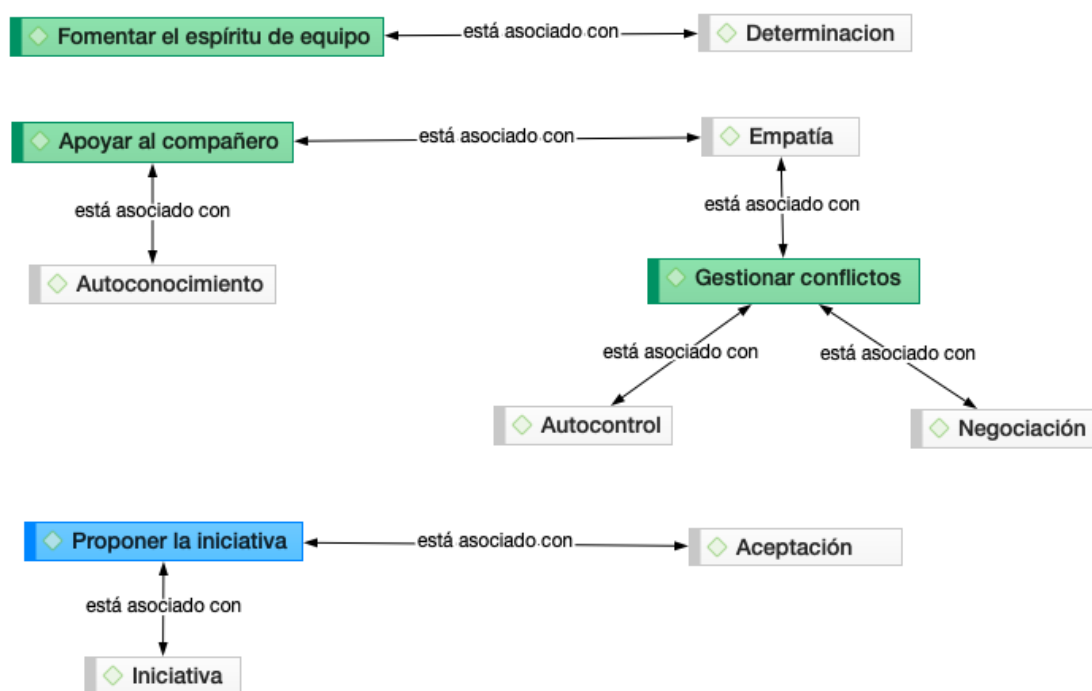 Fomentar el espíritu de equipo
está asociado con
Determinacion
Apoyar al compañero
está asociado con
Empatía
está asociado con
está asociado con
Autoconocimiento
Gestionar conflictos
está asociado con
está asociado con
Autocontrol
Negociación
Proponer la iniciativa
está asociado con
Aceptación
está asociado con
Iniciativa